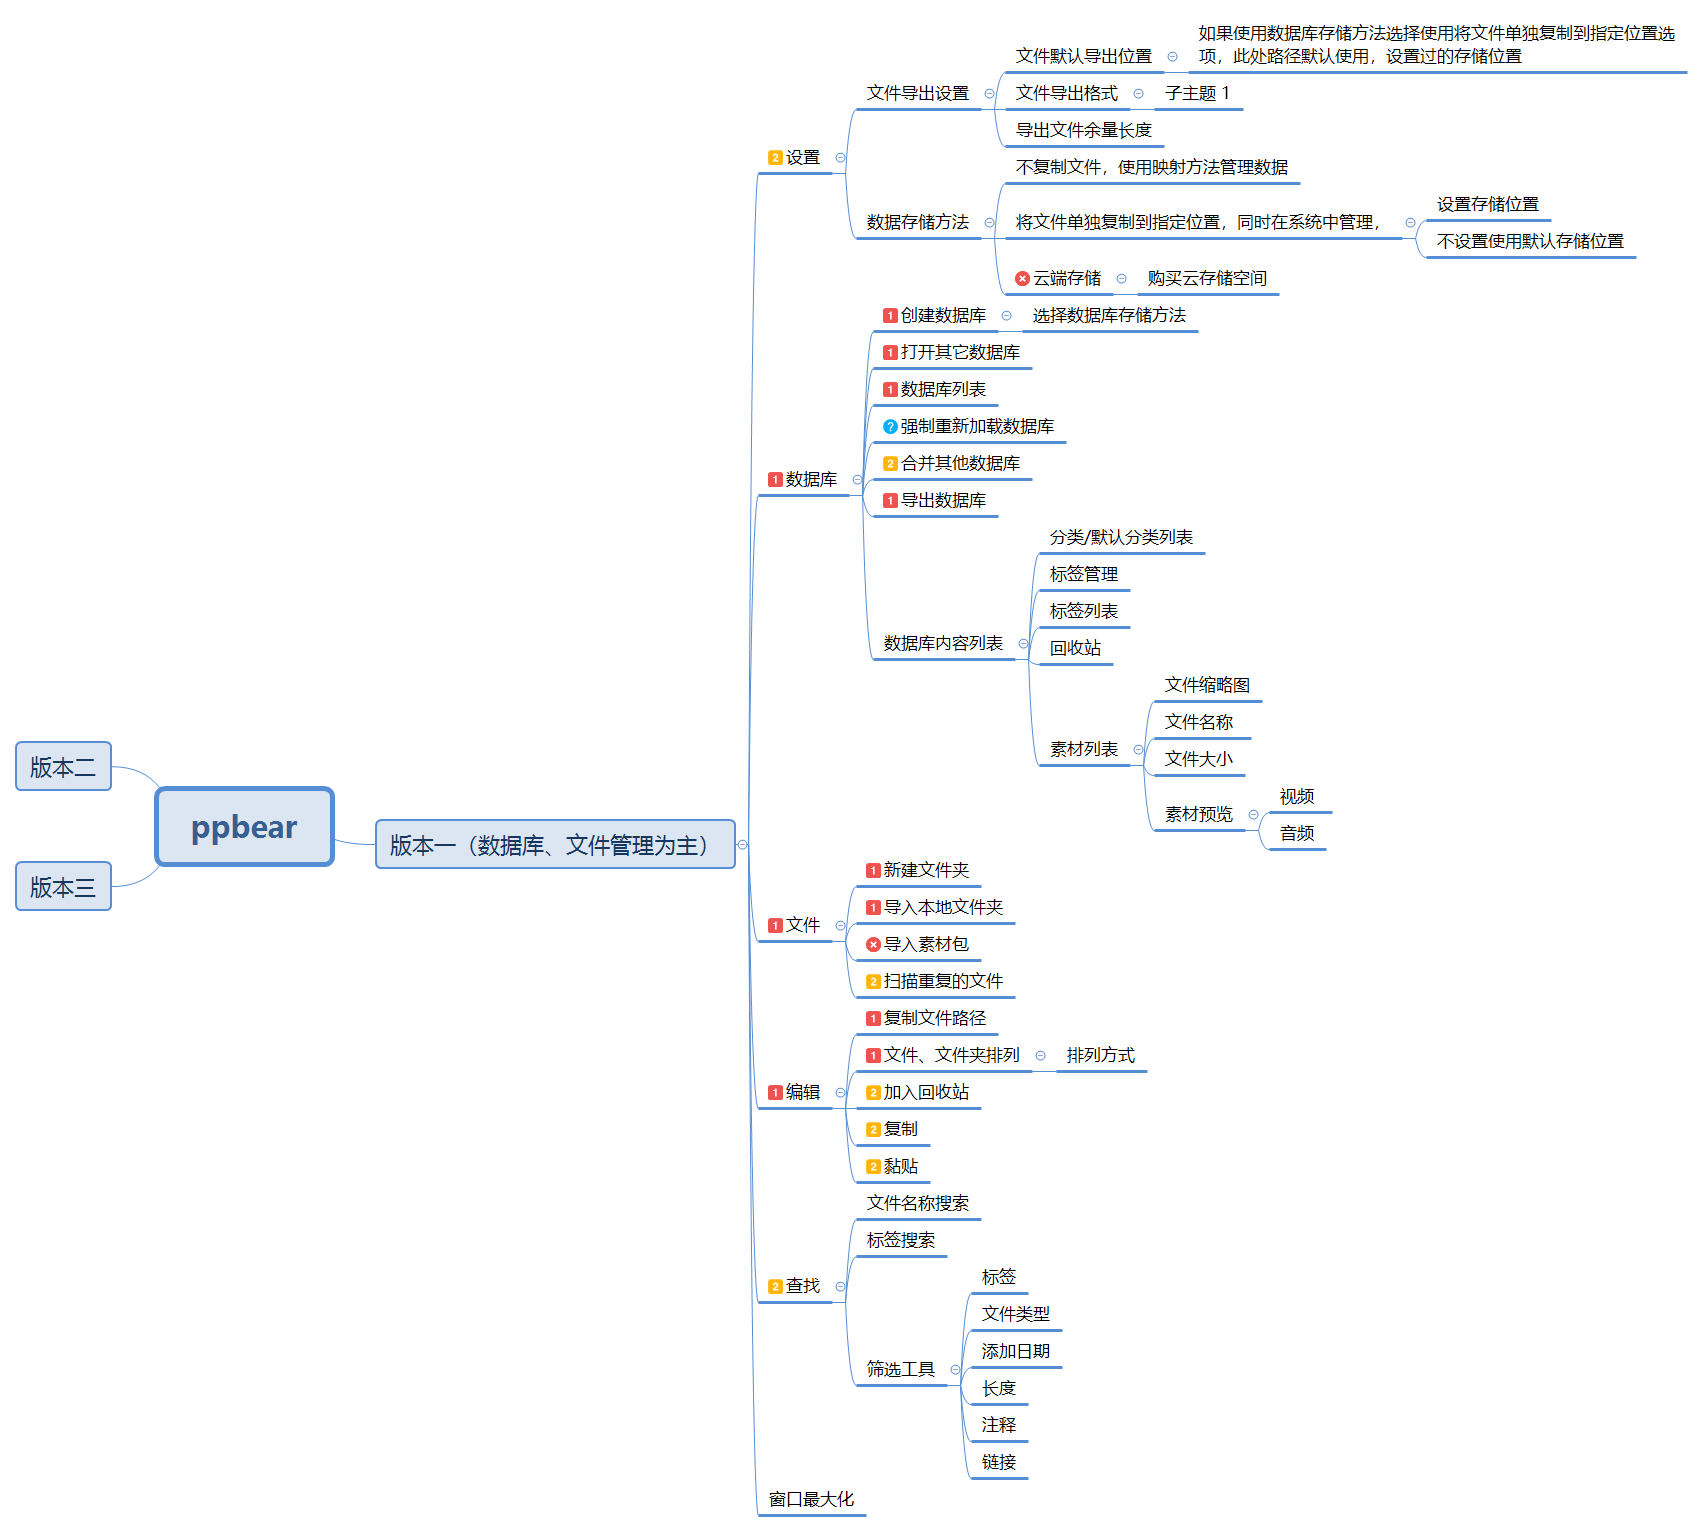 如果使用数据库存储方法选择使用将文件单独复制到指定位置选
项，此处路径默认使用，设置过的存储位置
文件默认导出位置
文件导出设置
文件导出格式
子主题 1
导出文件余量长度
2 设置
不复制文件，使用映射方法管理数据
数据存储方法
将文件单独复制到指定位置，同时在系统中管理，
设置存储位置
不设置使用默认存储位置
云端存储
购买云存储空间
1 创建数据库
选择数据库存储方法
1 打开其它数据库
1 数据库列表
? 强制重新加载数据库
1 数据库
2 合并其他数据库
1 导出数据库
分类/默认分类列表
标签管理
标签列表
数据库内容列表
回收站
文件缩略图
文件名称
素材列表
文件大小
素材预览
视频
音频
版本二
ppbear
版本一（数据库、文件管理为主）
版本三
1 新建文件夹
1 导入本地文件夹
1 文件
导入素材包
2 扫描重复的文件
1 复制文件路径
1 文件、文件夹排列
排列方式
1 编辑
2 加入回收站
2 复制
2 黏贴
文件名称搜索
标签搜索
2 查找
标签
文件类型
添加日期
筛选工具
长度
注释
链接
窗口最大化